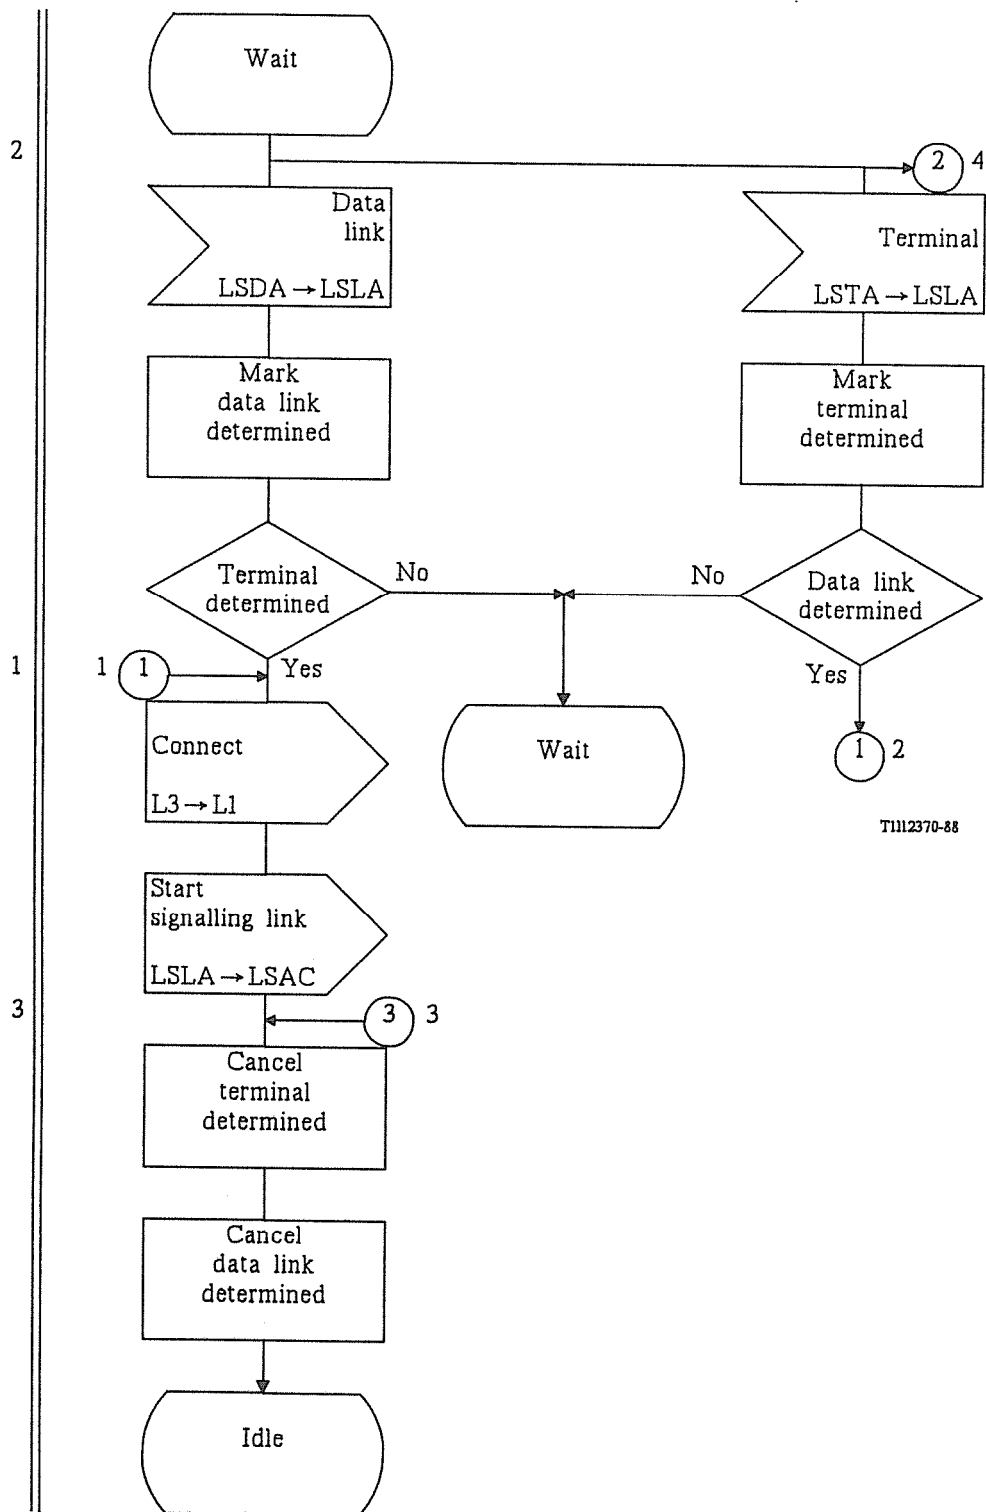 Wait
2
2 4
Data
link
LSDA → LSLA
Terminal
LSTA → LSLA
Mark
data link
determined
Mark
terminal
determined
Terminal
determined
No
No
Data link
determined
1
1 1
Yes
Yes
Connect
L3 → L1
Wait
1 2
T1112370-88
Start
signalling link
LSLA → LSAC
3
3 3
Cancel
terminal
determined
Cancel
data link
determined
Idle